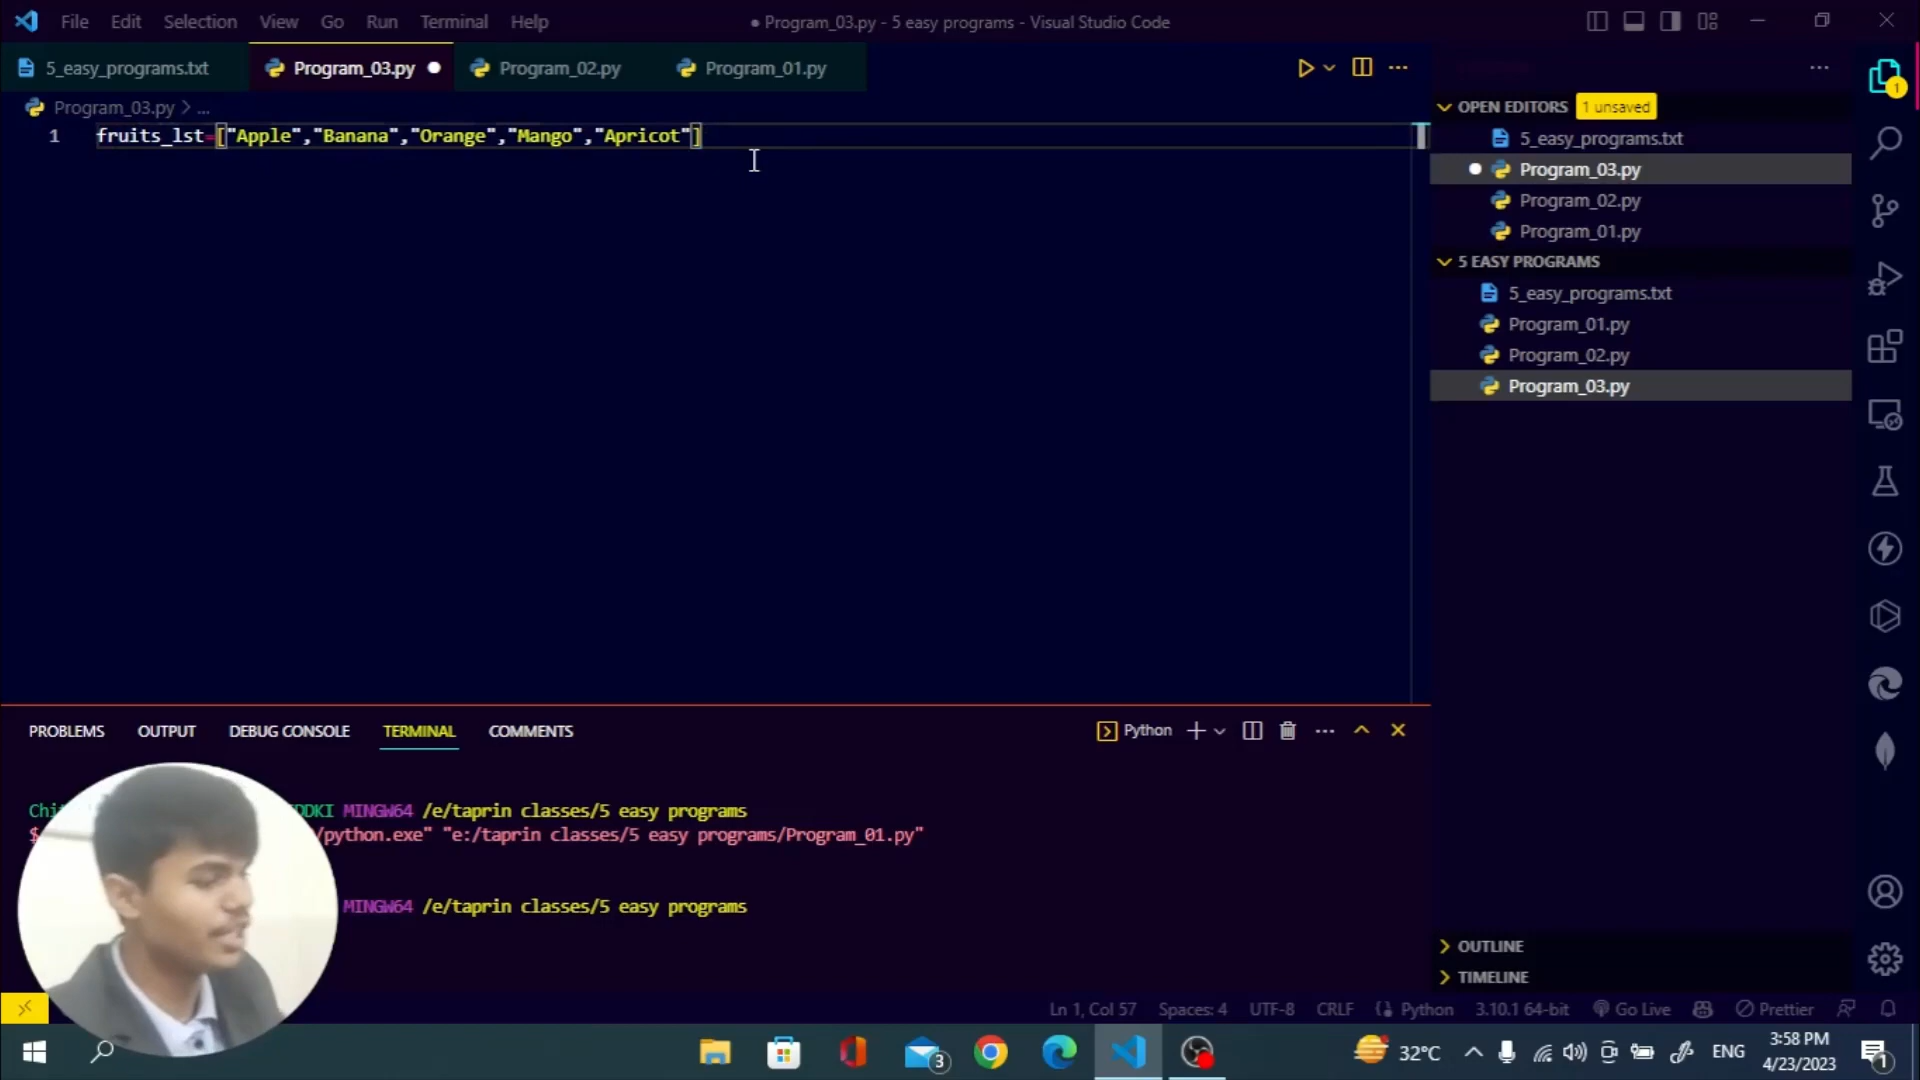 File Edit Selection View Go Run Terminal Help
● Program_03.py - 5 easy programs - Visual Studio Code
5_easy_programs.txt
Program_03.py
Program_02.py
Program_01.py
Program_03.py > ...
1 fruits_lst=["Apple","Banana","Orange","Mango","Apricot"]
OPEN EDITORS 1 unsaved
5_easy_programs.txt
Program_03.py
Program_02.py
Program_01.py
5 EASY PROGRAMS
5_easy_programs.txt
Program_01.py
Program_02.py
Program_03.py
1
PROBLEMS OUTPUT DEBUG CONSOLE TERMINAL COMMENTS
Python
MINGW64 /e/taprin classes/5 easy programs
$ /python.exe" "e:/taprin classes/5 easy programs/Program_01.py"
MINGW64 /e/taprin classes/5 easy programs
OUTLINE
TIMELINE
Ln 1, Col 57 Spaces: 4 UTF-8 CRLF Python 3.10.1 64-bit Go Live Prettier
3
32°C
ENG
3:58 PM
4/23/2023
1